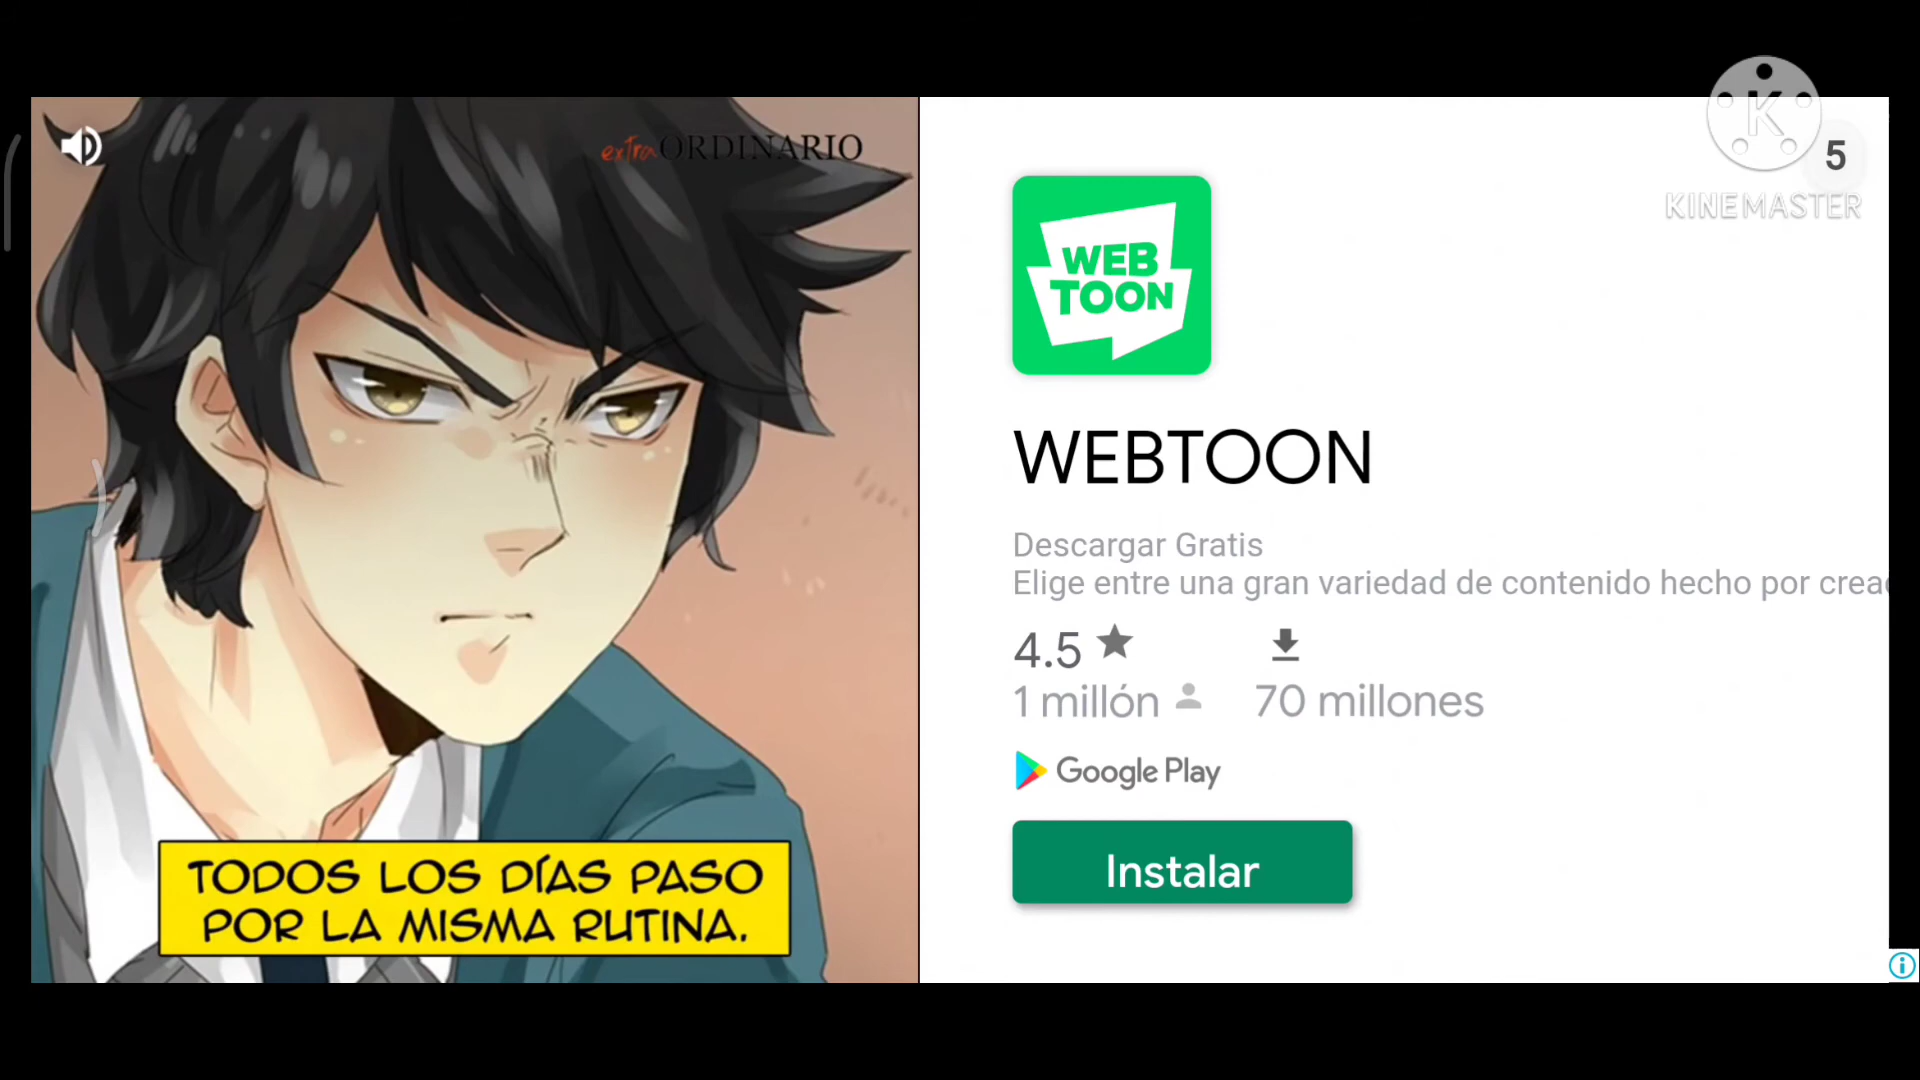 extraORDINARIO
TODOS LOS DÍAS PASO
POR LA MISMA RUTINA.
K
5
KINEMASTER
WEB
TOON
WEBTOON
Descargar Gratis
Elige entre una gran variedad de contenido hecho por crea
4.5
1 millón
70 millones
Google Play
Instalar